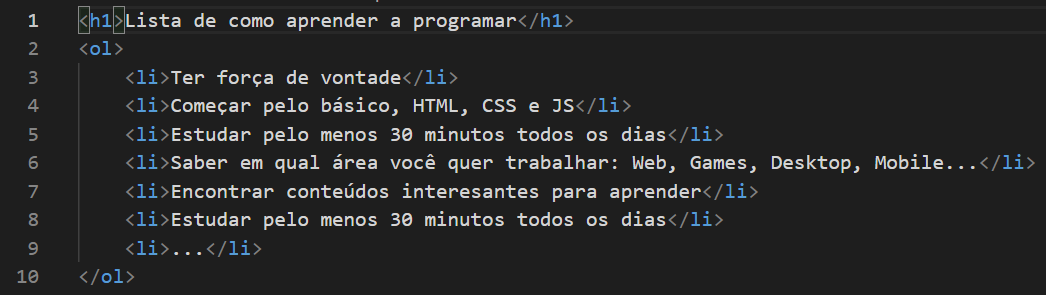 1 <h1>Lista de como aprender a programar</h1>
2 <ol>
3 <li>Ter força de vontade</li>
4 <li>Começar pelo básico, HTML, CSS e JS</li>
5 <li>Estudar pelo menos 30 minutos todos os dias</li>
6 <li>Saber em qual área você quer trabalhar: Web, Games, Desktop, Mobile...</li>
7 <li>Encontrar conteúdos interesantes para aprender</li>
8 <li>Estudar pelo menos 30 minutos todos os dias</li>
9 <li>...</li>
10 </ol>